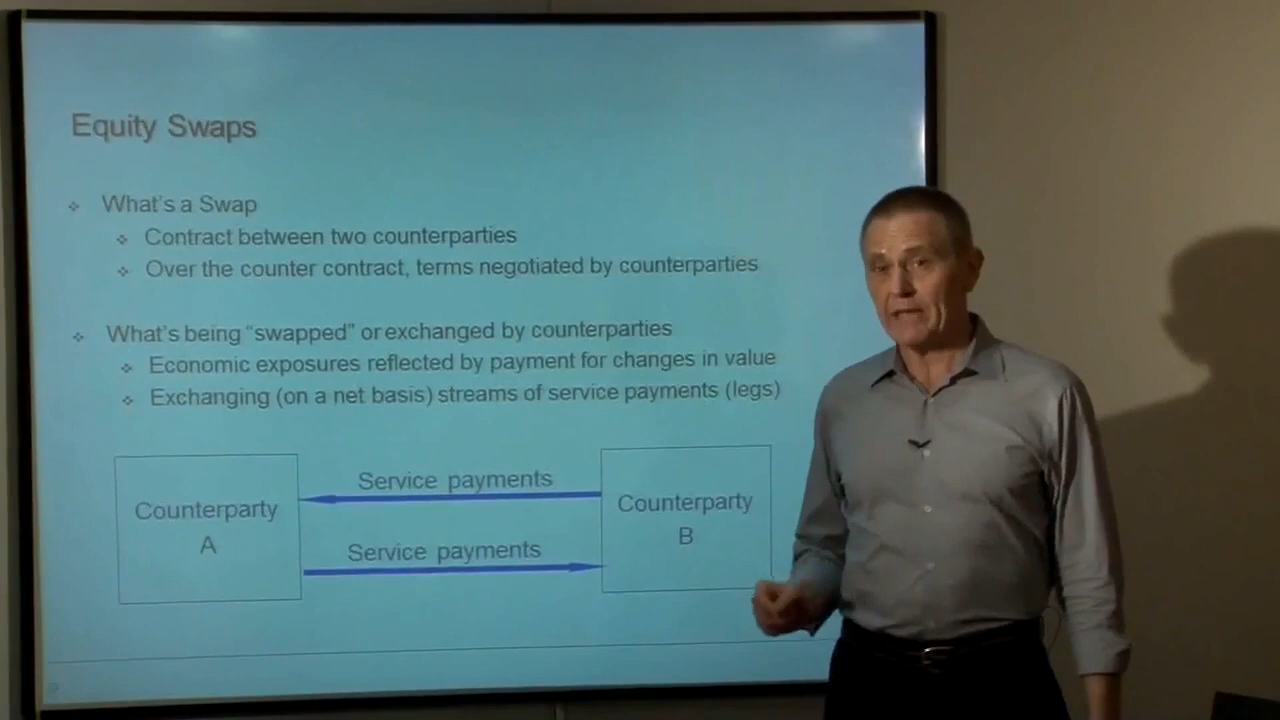 Equity Swaps
What's a Swap
Contract between two counterparties
Over the counter contract, terms negotiated by counterparties
What's being "swapped" or exchanged by counterparties
Economic exposures reflected by payment for changes in value
Exchanging (on a net basis) streams of service payments (legs)
Service payments
Counterparty
A
Counterparty
B
Service payments